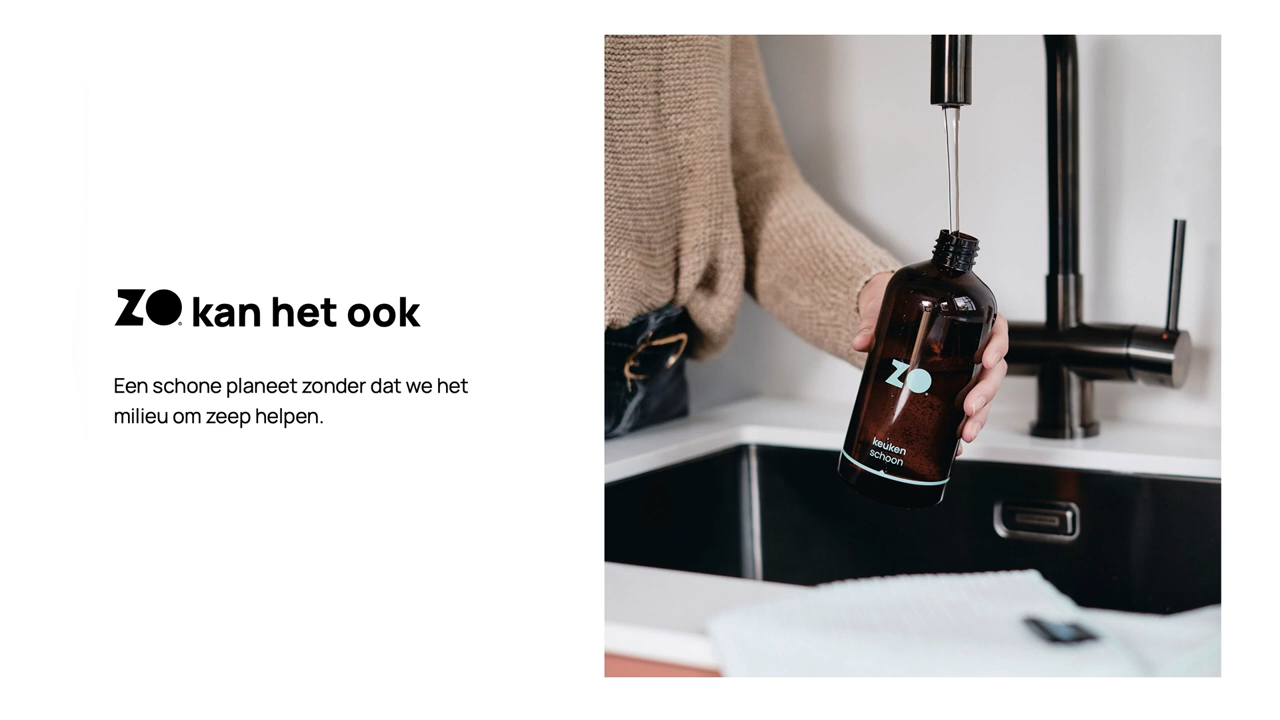 ZO kan het ook
Een schone planeet zonder dat we het
milieu om zeep helpen.
ZO
keuken
schoon